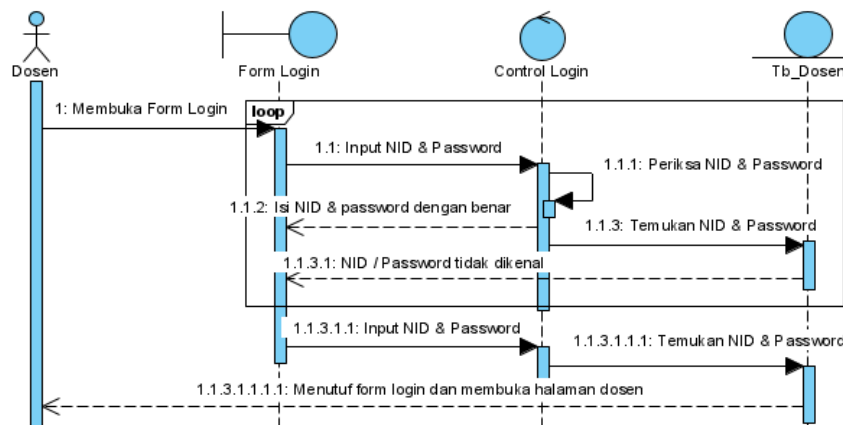 Dosen
Form Login
Control Login
Tb_Dosen
1: Membuka Form Login
loop
1.1: Input NID & Password
1.1.1: Periksa NID & Password
1.1.2: Isi NID & password dengan benar
1.1.3: Temukan NID & Password
1.1.3.1: NID / Password tidak dikenal
1.1.3.1.1: Input NID & Password
1.1.3.1.1.1: Temukan NID & Password
1.1.3.1.1.1.1: Menutuf form login dan membuka halaman dosen